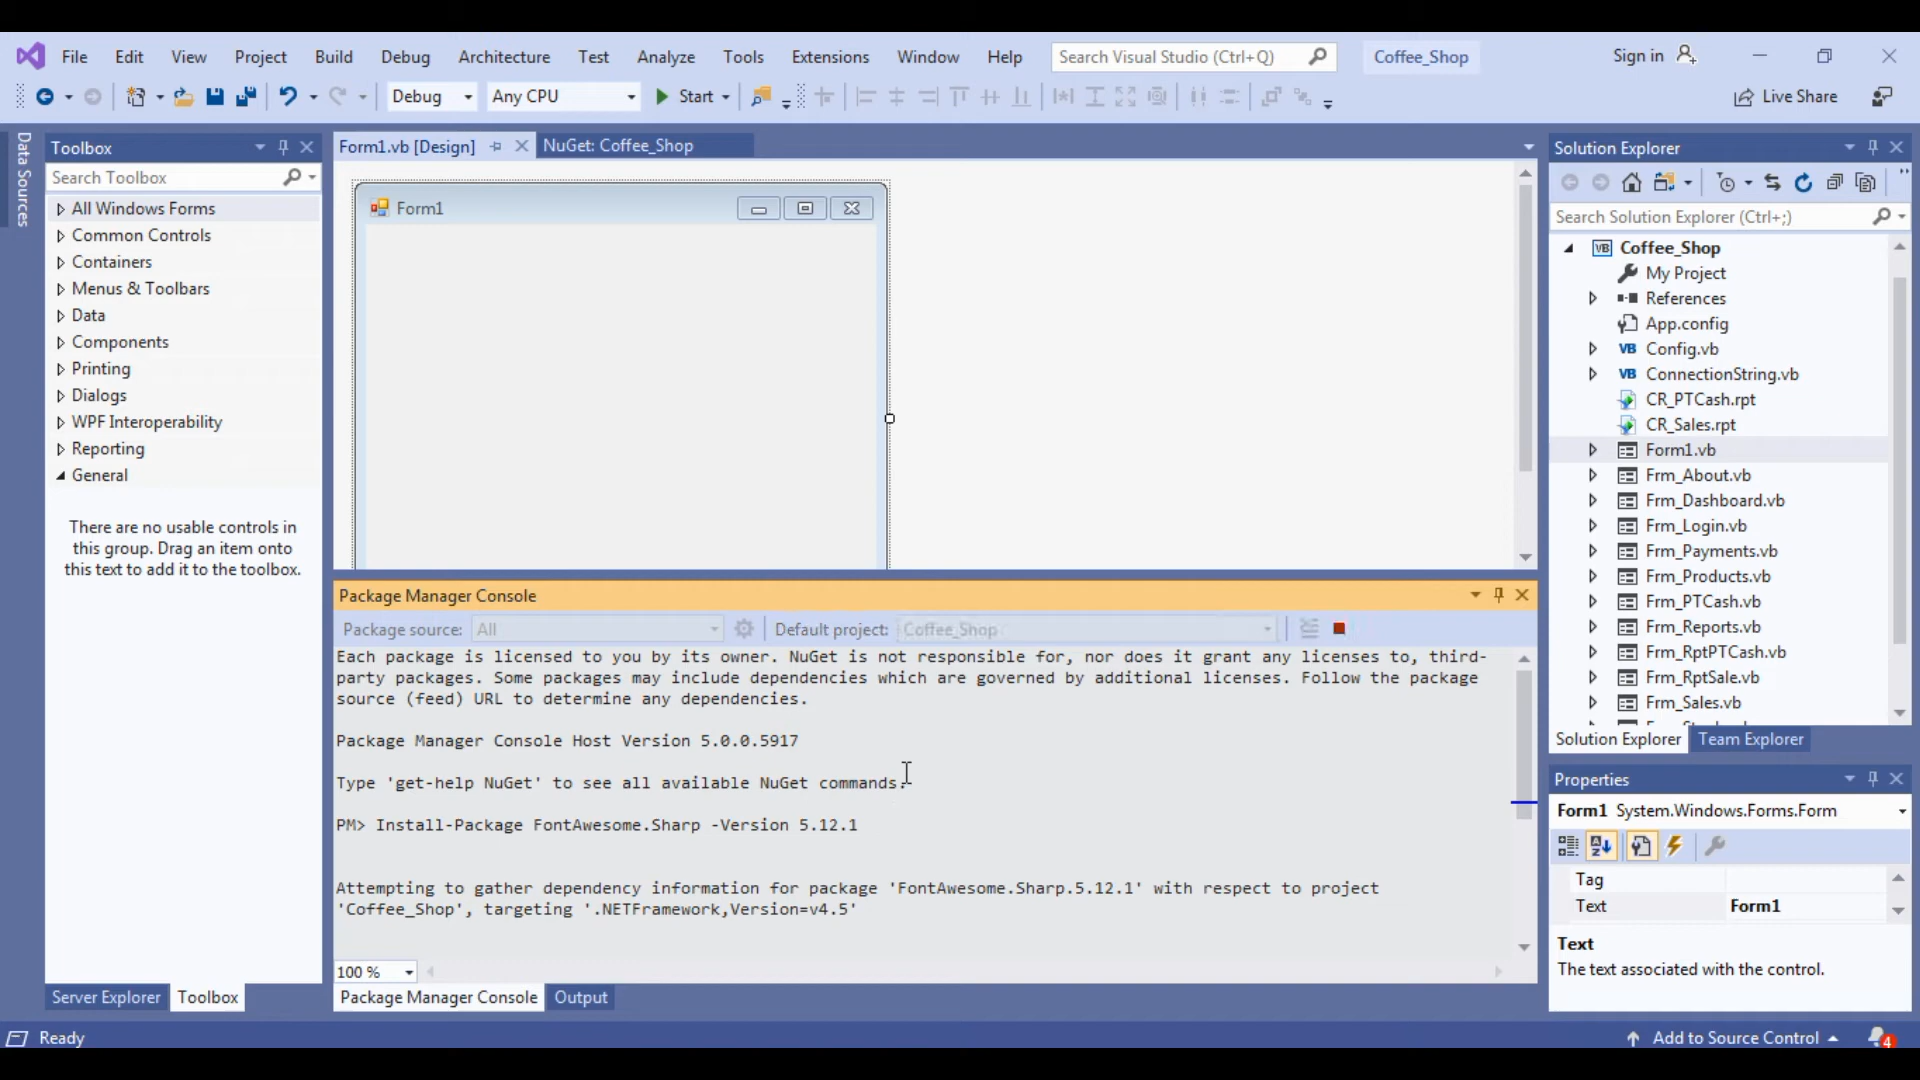 File Edit View Project Build Debug Architecture Test Analyze Tools Extensions Window Help Search Visual Studio (Ctrl+Q) Coffee_Shop Sign in
Debug Any CPU Start Live Share
Data Sources
Toolbox
Search Toolbox
All Windows Forms
Common Controls
Containers
Menus & Toolbars
Data
Components
Printing
Dialogs
WPF Interoperability
Reporting
General
There are no usable controls in
this group. Drag an item onto
this text to add it to the toolbox.
Server Explorer Toolbox
Form1.vb [Design] NuGet: Coffee_Shop
Form1
Package Manager Console
Package source: All Default project: Coffee_Shop
Each package is licensed to you by its owner. NuGet is not responsible for, nor does it grant any licenses to, third-
party packages. Some packages may include dependencies which are governed by additional licenses. Follow the package
source (feed) URL to determine any dependencies.
Package Manager Console Host Version 5.0.0.5917
Type 'get-help NuGet' to see all available NuGet commands.
PM> Install-Package FontAwesome.Sharp -Version 5.12.1
Attempting to gather dependency information for package 'FontAwesome.Sharp.5.12.1' with respect to project
'Coffee_Shop', targeting '.NETFramework,Version=v4.5'
100 %
Package Manager Console Output
Solution Explorer
Search Solution Explorer (Ctrl+;)
Coffee_Shop
My Project
References
App.config
VB Config.vb
VB ConnectionString.vb
CR_PTCash.rpt
CR_Sales.rpt
Form1.vb
Frm_About.vb
Frm_Dashboard.vb
Frm_Login.vb
Frm_Payments.vb
Frm_Products.vb
Frm_PTCash.vb
Frm_Reports.vb
Frm_RptPTCash.vb
Frm_RptSale.vb
Frm_Sales.vb
Solution Explorer Team Explorer
Properties
Form1 System.Windows.Forms.Form
Tag
Text Form1
Text
The text associated with the control.
Ready Add to Source Control 4